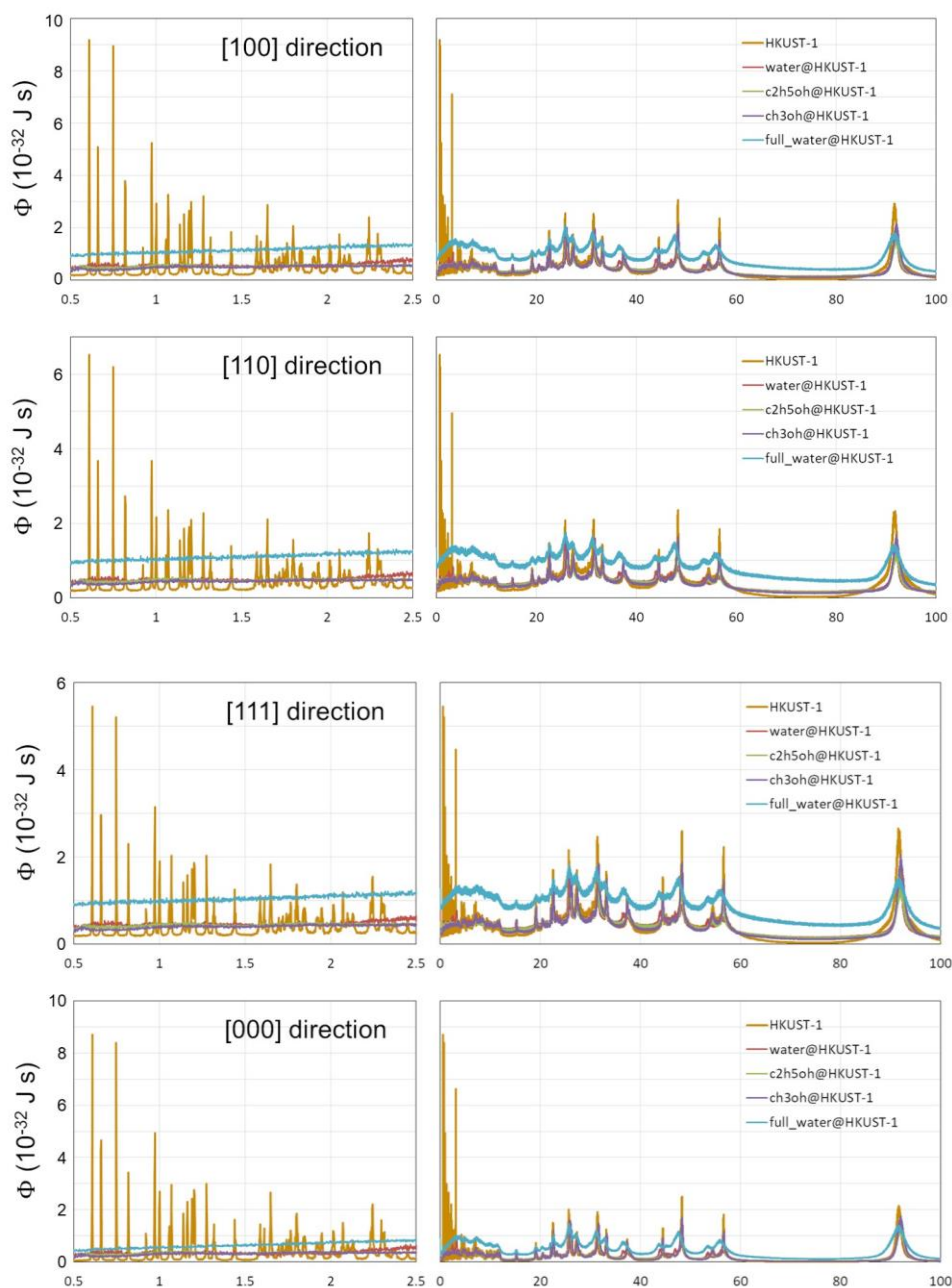 10
8
6
4
2
0
Φ (10⁻³² J s)
[100] direction
0.5 1 1.5 2 2.5
HKUST-1
water@HKUST-1
c2h5oh@HKUST-1
ch3oh@HKUST-1
full_water@HKUST-1
0 20 40 60 80 100
6
4
2
0
Φ (10⁻³² J s)
[110] direction
0.5 1 1.5 2 2.5
HKUST-1
water@HKUST-1
c2h5oh@HKUST-1
ch3oh@HKUST-1
full_water@HKUST-1
0 20 40 60 80 100
6
4
2
0
Φ (10⁻³² J s)
[111] direction
0.5 1 1.5 2 2.5
HKUST-1
water@HKUST-1
c2h5oh@HKUST-1
ch3oh@HKUST-1
full_water@HKUST-1
0 20 40 60 80 100
10
8
6
4
2
0
Φ (10⁻³² J s)
[000] direction
0.5 1 1.5 2 2.5
HKUST-1
water@HKUST-1
c2h5oh@HKUST-1
ch3oh@HKUST-1
full_water@HKUST-1
0 20 40 60 80 100